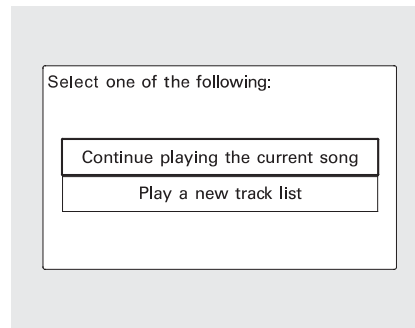 Select one of the following:
Continue playing the current song
Play a new track list